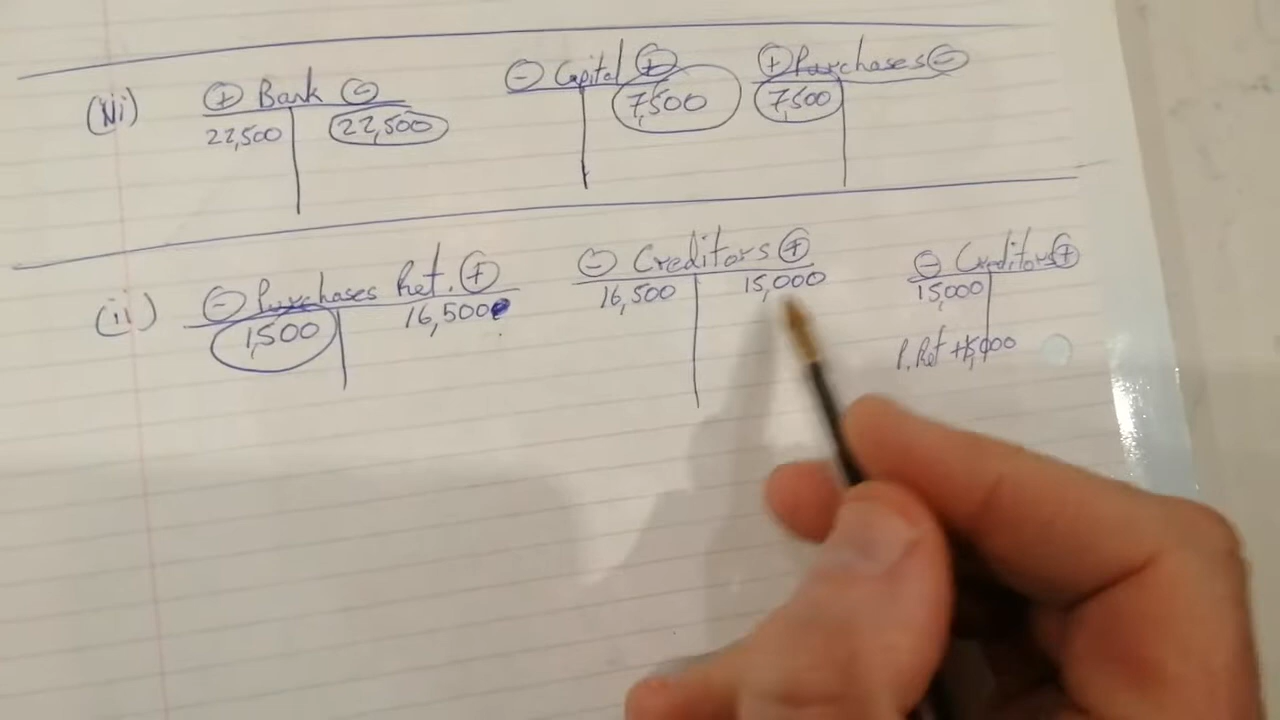 (vi) ⊕ Bank ⊖ ⊖ Capital ⊕ ⊕ Purchases ⊖
22,500 22,500 7,500 7,500
(ii) ⊖ Purchases Ret. ⊕ ⊖ Creditors ⊕ ⊖ Creditors ⊕
1,500 16,500 16,500 15,000 15,000
P. Ret